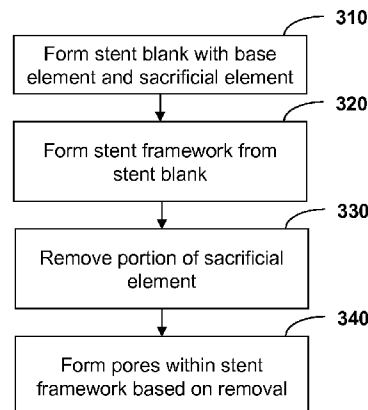 310
Form stent blank with base
element and sacrificial element
320
Form stent framework from
stent blank
330
Remove portion of sacrificial
element
340
Form pores within stent
framework based on removal